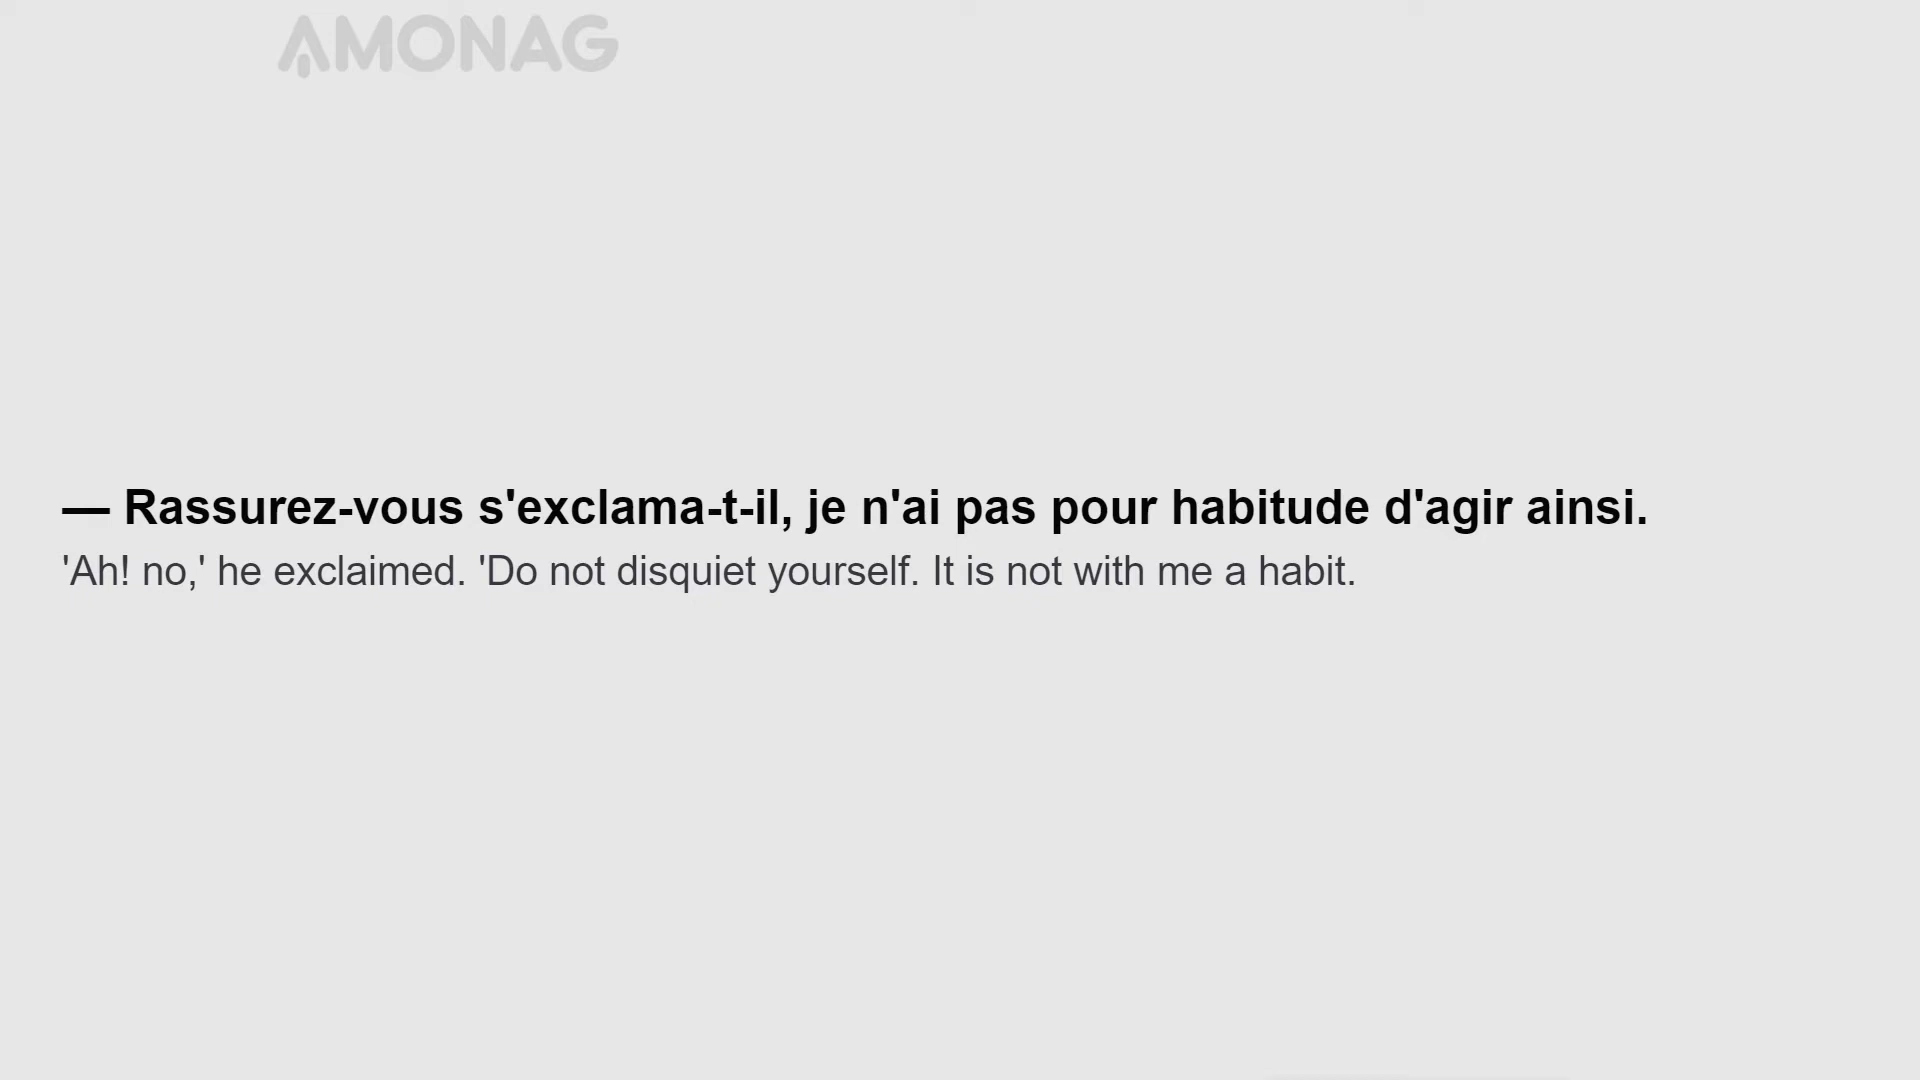 AMONAG
— Rassurez-vous s'exclama-t-il, je n'ai pas pour habitude d'agir ainsi.
'Ah! no,' he exclaimed. 'Do not disquiet yourself. It is not with me a habit.